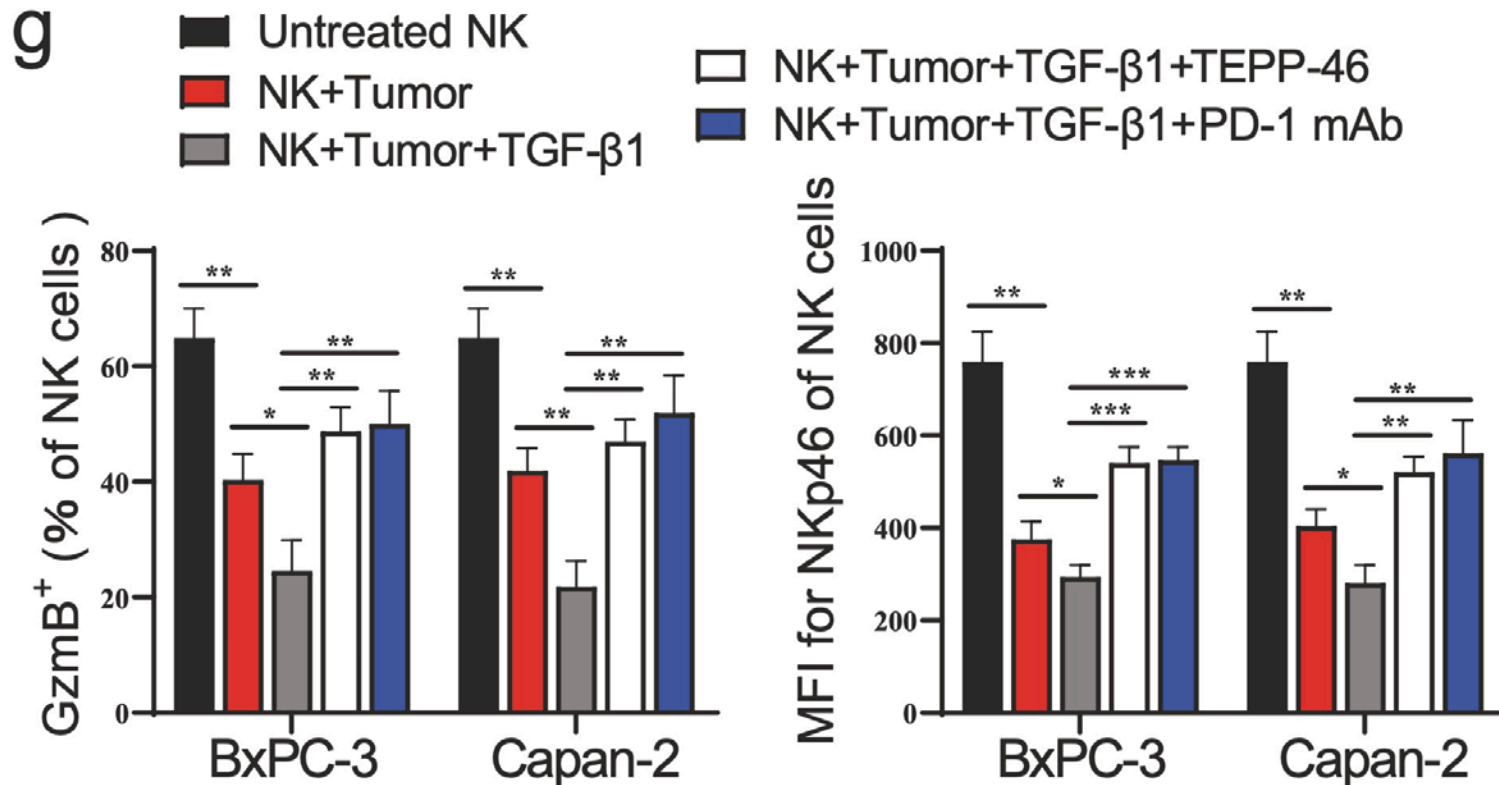 g
Untreated NK
NK+Tumor
NK+Tumor+TGF-β1
NK+Tumor+TGF-β1+TEPP-46
NK+Tumor+TGF-β1+PD-1 mAb
GzmB⁺ (% of NK cells )
80
60
40
20
0
**
*
**
**
**
**
**
**
BxPC-3
Capan-2
MFI for NKp46 of NK cells
1000
800
600
400
200
0
**
*
***
***
**
*
**
**
BxPC-3
Capan-2